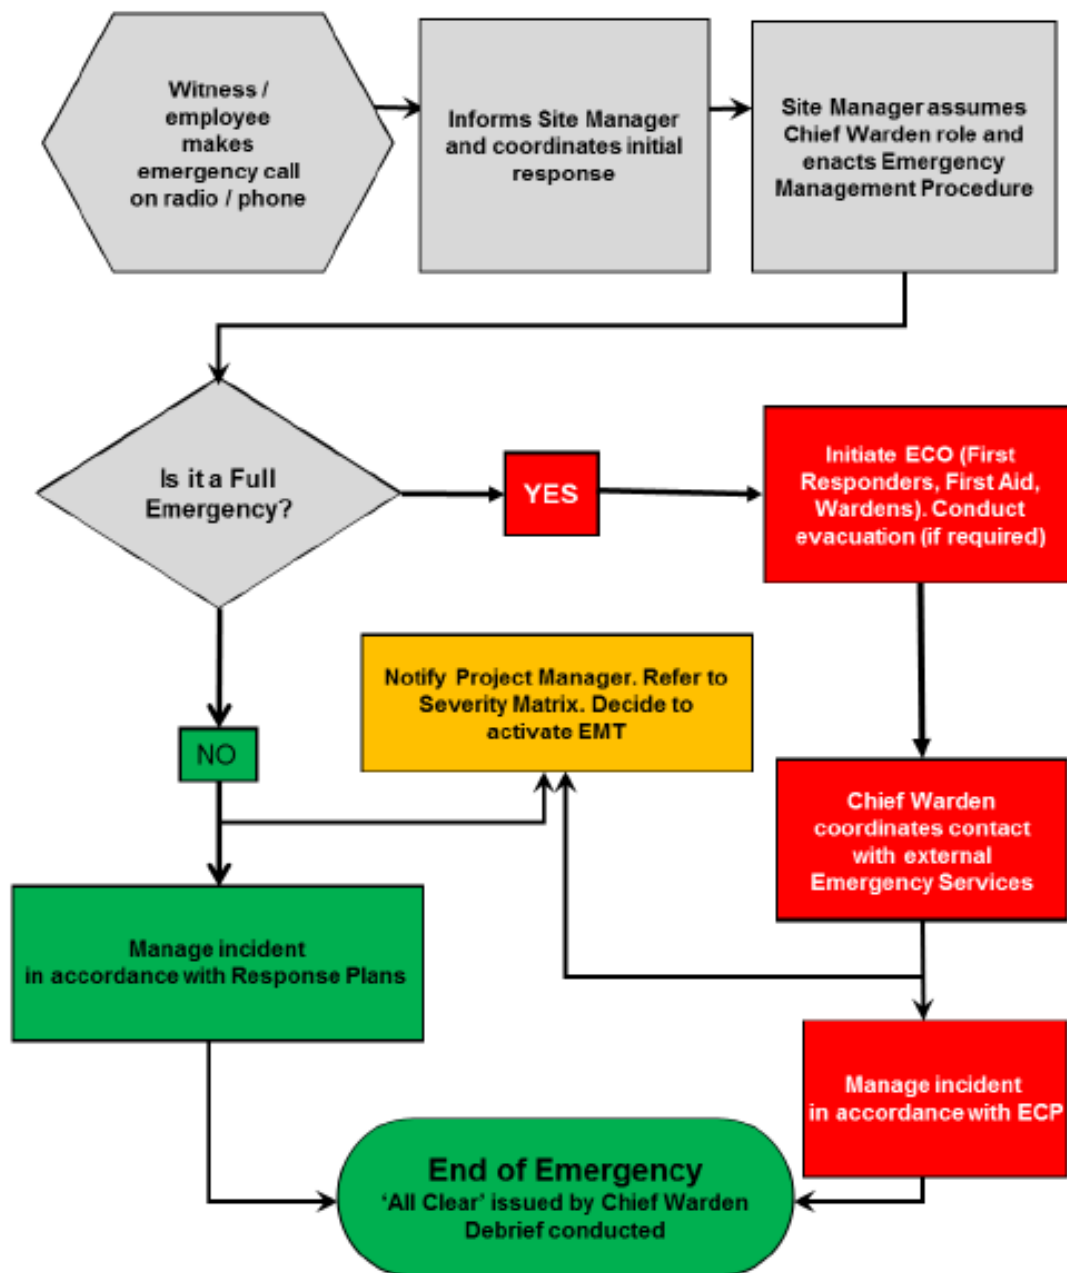 Witness /
employee
makes
emergency call
on radio / phone
Informs Site Manager
and coordinates initial
response
Site Manager assumes
Chief Warden role and
enacts Emergency
Management Procedure
Is it a Full
Emergency?
YES
Initiate ECO (First
Responders, First Aid,
Wardens). Conduct
evacuation (if required)
Notify Project Manager. Refer to
Severity Matrix. Decide to
activate EMT
NO
Chief Warden
coordinates contact
with external
Emergency Services
Manage incident
in accordance with Response Plans
Manage incident
in accordance with ECP
End of Emergency
‘All Clear’ issued by Chief Warden
Debrief conducted